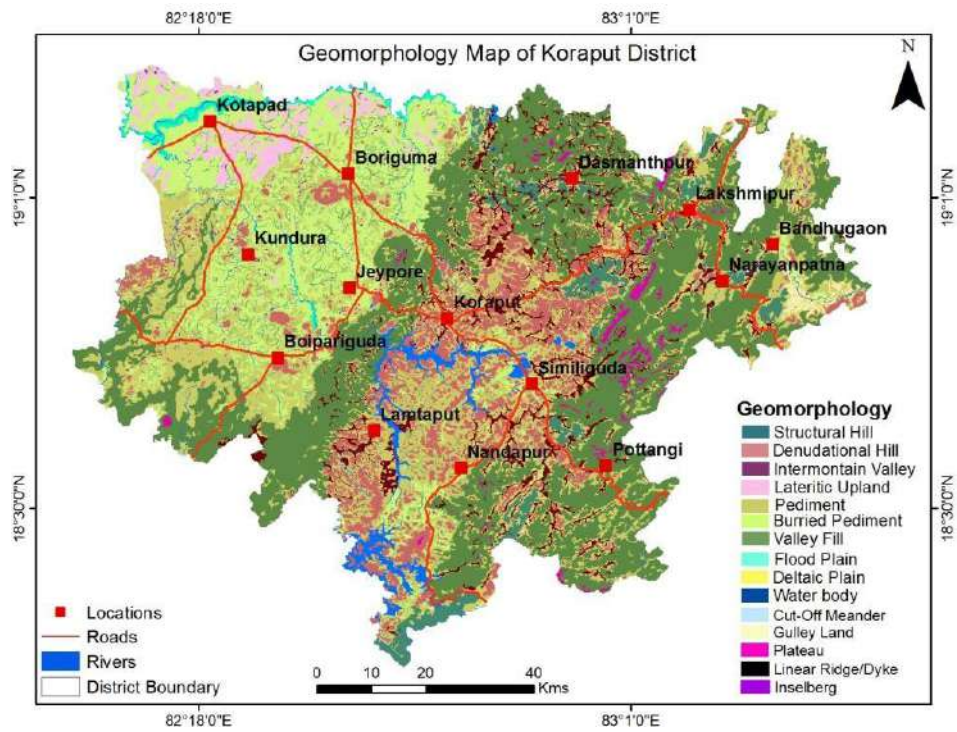 82°18'0"E
83°1'0"E
Geomorphology Map of Koraput District
N
Kotapad
Boriguma
Dasmanthpur
19°1'0"N
19°1'0"N
Lakshmipur
Kundura
Bandhugaon
Jeypore
Narayanpatna
Koraput
Boipariguda
Similiguda
Lamtaput
Nandapur
Pottangi
18°30'0"N
18°30'0"N
Geomorphology
Structural Hill
Denudational Hill
Intermontain Valley
Lateritic Upland
Pediment
Burried Pediment
Valley Fill
Flood Plain
Deltaic Plain
Water body
Cut-Off Meander
Gulley Land
Plateau
Linear Ridge/Dyke
Inselberg
Locations
Roads
Rivers
District Boundary
0 10 20 40
Kms
82°18'0"E
83°1'0"E